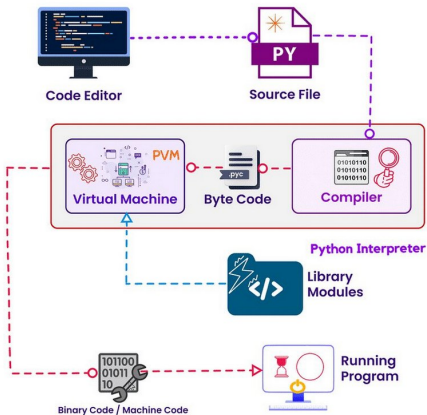 Code Editor
PY
Source File
PVM
Virtual Machine
.pyc
Byte Code
01010110
01010110
01010110
Compiler
Python Interpreter
</>
Library
Modules
101100
01011
10
Binary Code / Machine Code
Running
Program